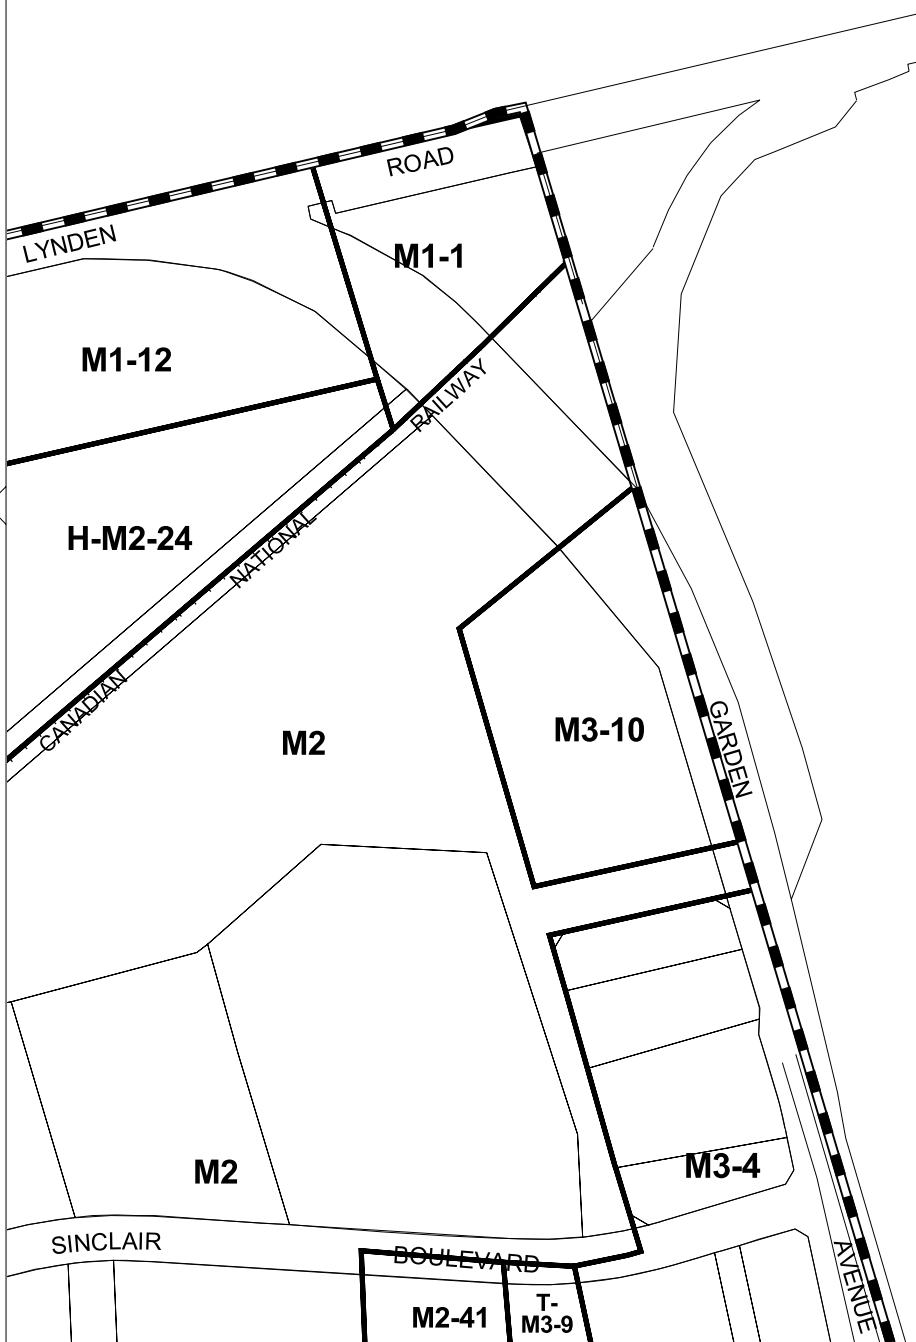 ROAD
LYNDEN
M1-1
M1-12
RAILWAY
H-M2-24
NATIONAL
CANADIAN
M3-10
GARDEN
M2
M3-4
M2
SINCLAIR
BOULEVARD
AVENUE
M2-41
T-
M3-9